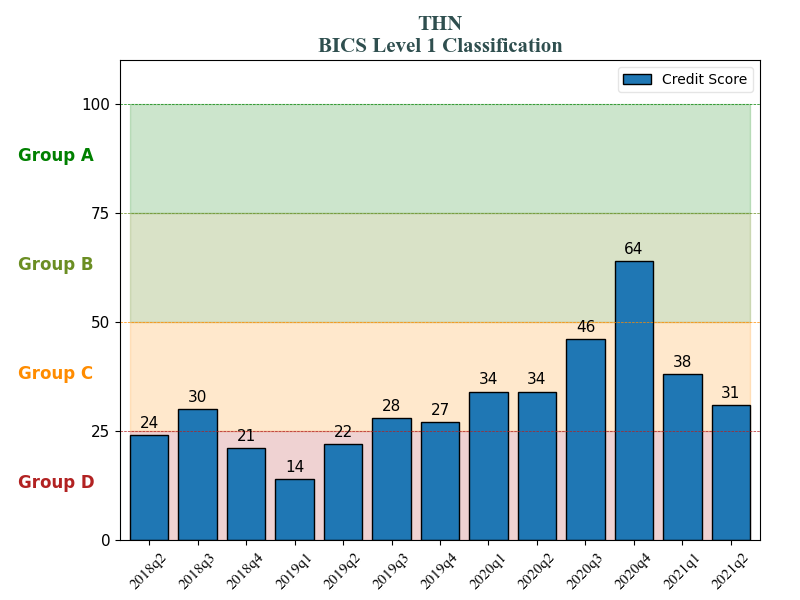 THN
BICS Level 1 Classification
Credit Score
100
Group A
75
Group B
64
50
46
Group C
38
34
34
31
30
28
27
25
24
22
21
14
Group D
0
2018q2
2018q3
2018q4
2019q1
2019q2
2019q3
2019q4
2020q1
2020q2
2020q3
2020q4
2021q1
2021q2